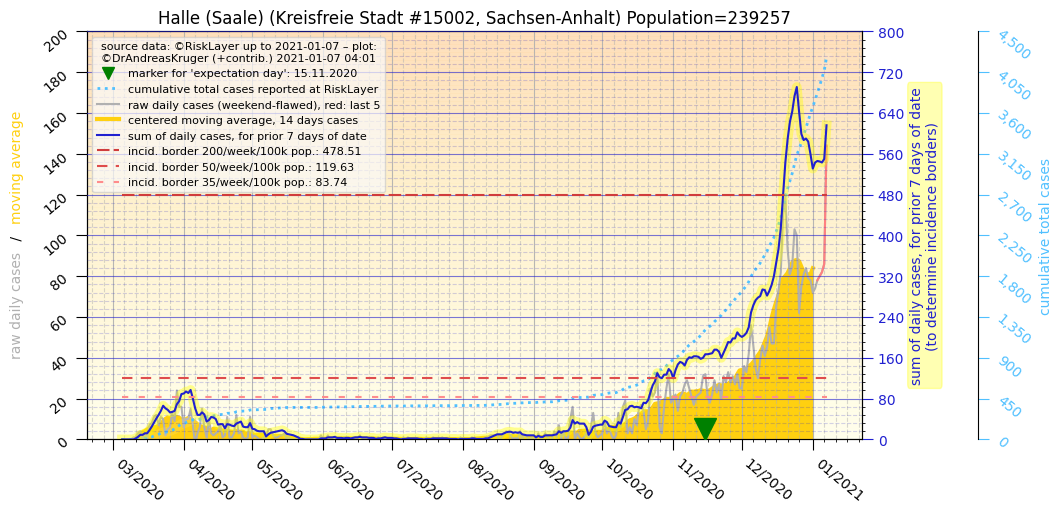 Halle (Saale) (Kreisfreie Stadt #15002, Sachsen-Anhalt) Population=239257
source data: ©RiskLayer up to 2021-01-07 – plot:
©DrAndreasKruger (+contrib.) 2021-01-07 04:01
marker for 'expectation day': 15.11.2020
cumulative total cases reported at RiskLayer
raw daily cases (weekend-flawed), red: last 5
centered moving average, 14 days cases
sum of daily cases, for prior 7 days of date
incid. border 200/week/100k pop.: 478.51
incid. border 50/week/100k pop.: 119.63
incid. border 35/week/100k pop.: 83.74
raw daily cases / moving average
200
180
160
140
120
100
80
60
40
20
0
03/2020
04/2020
05/2020
06/2020
07/2020
08/2020
09/2020
10/2020
11/2020
12/2020
01/2021
800
720
640
560
480
400
320
240
160
80
0
sum of daily cases, for prior 7 days of date
(to determine incidence borders)
4,500
4,050
3,600
3,150
2,700
2,250
1,800
1,350
900
450
0
cumulative total cases